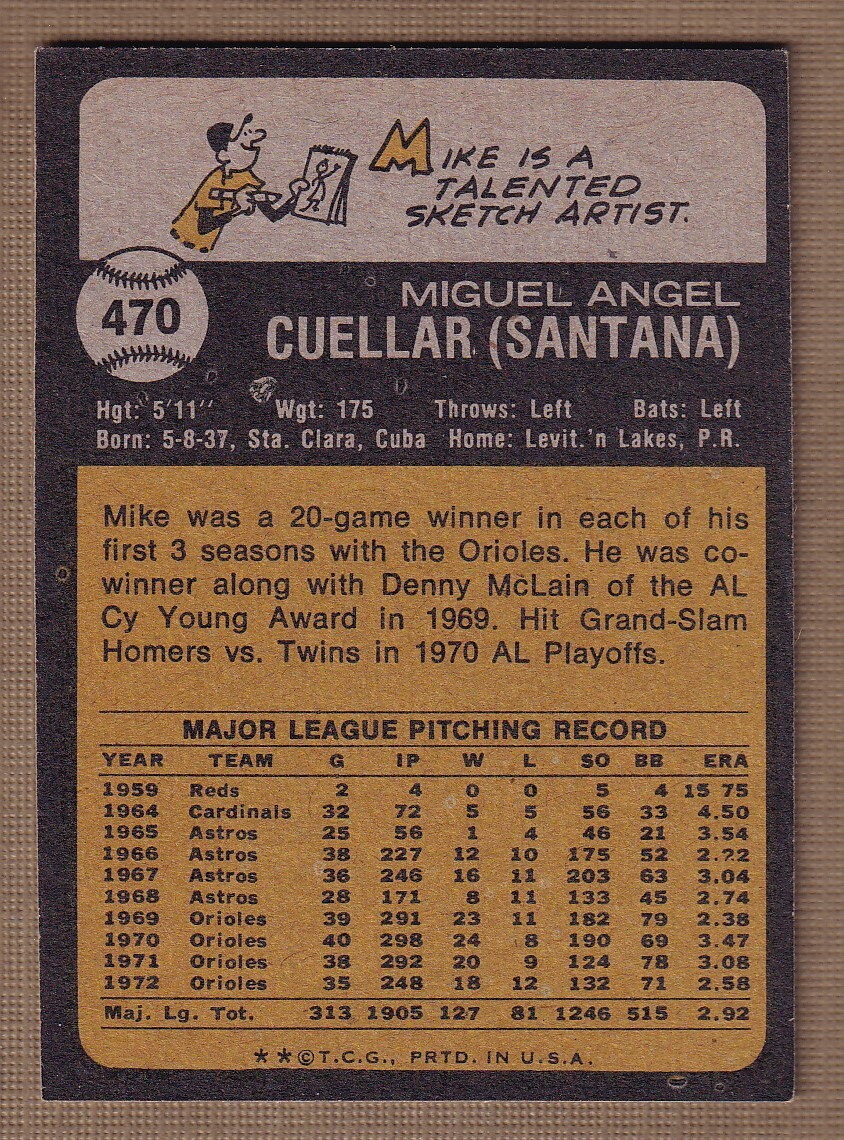 MIKE IS A
TALENTED
SKETCH ARTIST.
470
MIGUEL ANGEL
CUELLAR (SANTANA)
Hgt: 5'11" Wgt: 175 Throws: Left Bats: Left
Born: 5-8-37, Sta. Clara, Cuba Home: Levit.'n Lakes, P.R.
Mike was a 20-game winner in each of his
first 3 seasons with the Orioles. He was co-
winner along with Denny McLain of the AL
Cy Young Award in 1969. Hit Grand-Slam
Homers vs. Twins in 1970 AL Playoffs.
MAJOR LEAGUE PITCHING RECORD
YEAR TEAM G IP W L SO BB ERA
1959 Reds 2 4 0 0 5 4 15 75
1964 Cardinals 32 72 5 5 56 33 4.50
1965 Astros 25 56 1 4 46 21 3.54
1966 Astros 38 227 12 10 175 52 2.22
1967 Astros 36 246 16 11 203 63 3.04
1968 Astros 28 171 8 11 133 45 2.74
1969 Orioles 39 291 23 11 182 79 2.38
1970 Orioles 40 298 24 8 190 69 3.47
1971 Orioles 38 292 20 9 124 78 3.08
1972 Orioles 35 248 18 12 132 71 2.58
Maj. Lg. Tot. 313 1905 127 81 1246 515 2.92
**©T.C.G., PRTD. IN U.S.A.